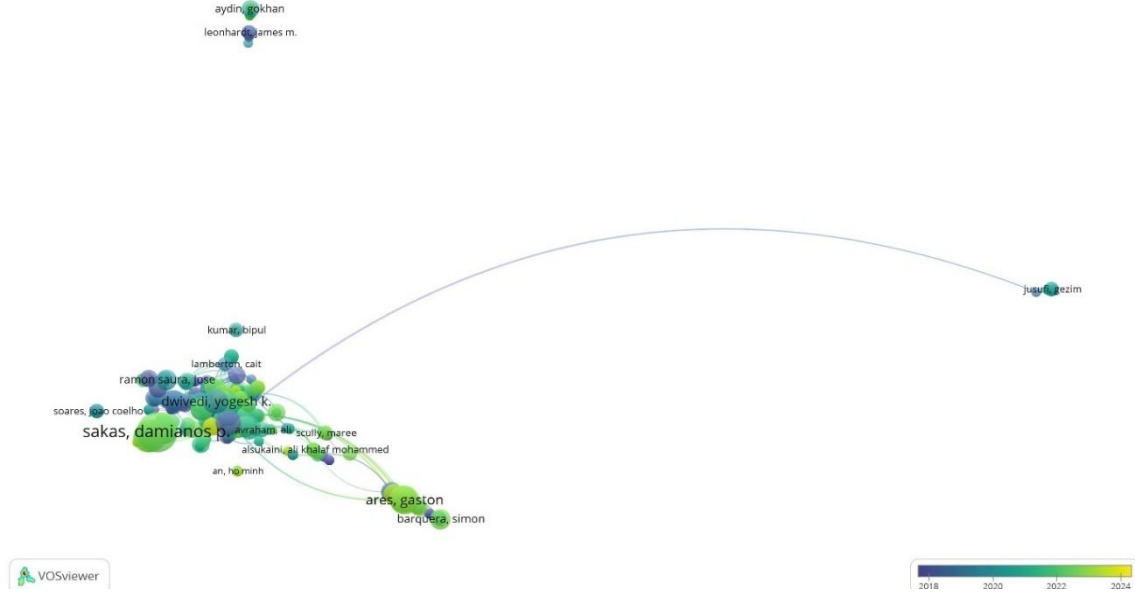 aydin, gokhan
leonhardt, james m.
jusufi, gezim
kumar, bipul
lamberton, cait
ramon saura, jose
dwivedi, yogesh k.
soares, joao coelho
sakas, damianos p.
avraham, eli
scully, maree
alsukaini, ali khalaf mohammed
an, ho minh
ares, gaston
barquera, simon
VOSviewer
2018 2020 2022 2024